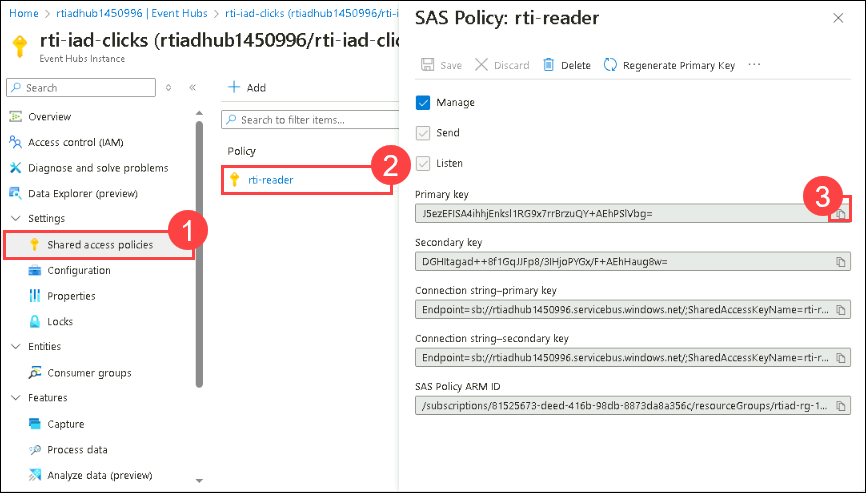 Home > rtiadhub1450996 | Event Hubs > rti-iad-clicks (rtiadhub1450996/rti-i
rti-iad-clicks (rtiadhub1450996/rti-iad-clic
Event Hubs Instance
Search
Overview
Access control (IAM)
Diagnose and solve problems
Data Explorer (preview)
Settings
Shared access policies
1
Configuration
Properties
Locks
Entities
Consumer groups
Features
Capture
Process data
Analyze data (preview)
Add
Search to filter items...
Policy
rti-reader
2
SAS Policy: rti-reader
Save Discard Delete Regenerate Primary Key ...
Manage
Send
Listen
Primary key
3
J5ezEFISA4ihhjEnksl1RG9x7rrBrzuQY+AEhPSlVbg=
Secondary key
DGHItagad++8f1GqJJFp8/3IHjoPYGx/F+AEhHaug8w=
Connection string–primary key
Endpoint=sb://rtiadhub1450996.servicebus.windows.net/;SharedAccessKeyName=rti-r...
Connection string–secondary key
Endpoint=sb://rtiadhub1450996.servicebus.windows.net/;SharedAccessKeyName=rti-r...
SAS Policy ARM ID
/subscriptions/81525673-deed-416b-98db-8873da8a356c/resourceGroups/rtiad-rg-1...